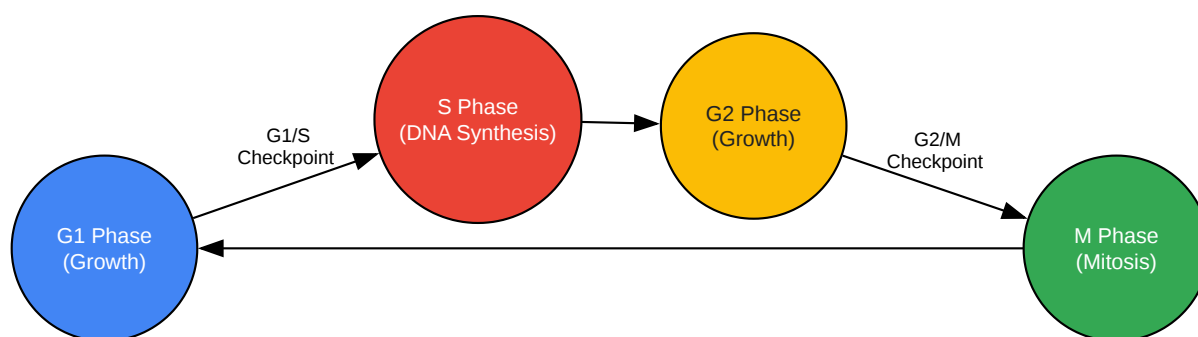 G1 Phase
(Growth)
G1/S
Checkpoint
S Phase
(DNA Synthesis)
G2 Phase
(Growth)
G2/M
Checkpoint
M Phase
(Mitosis)